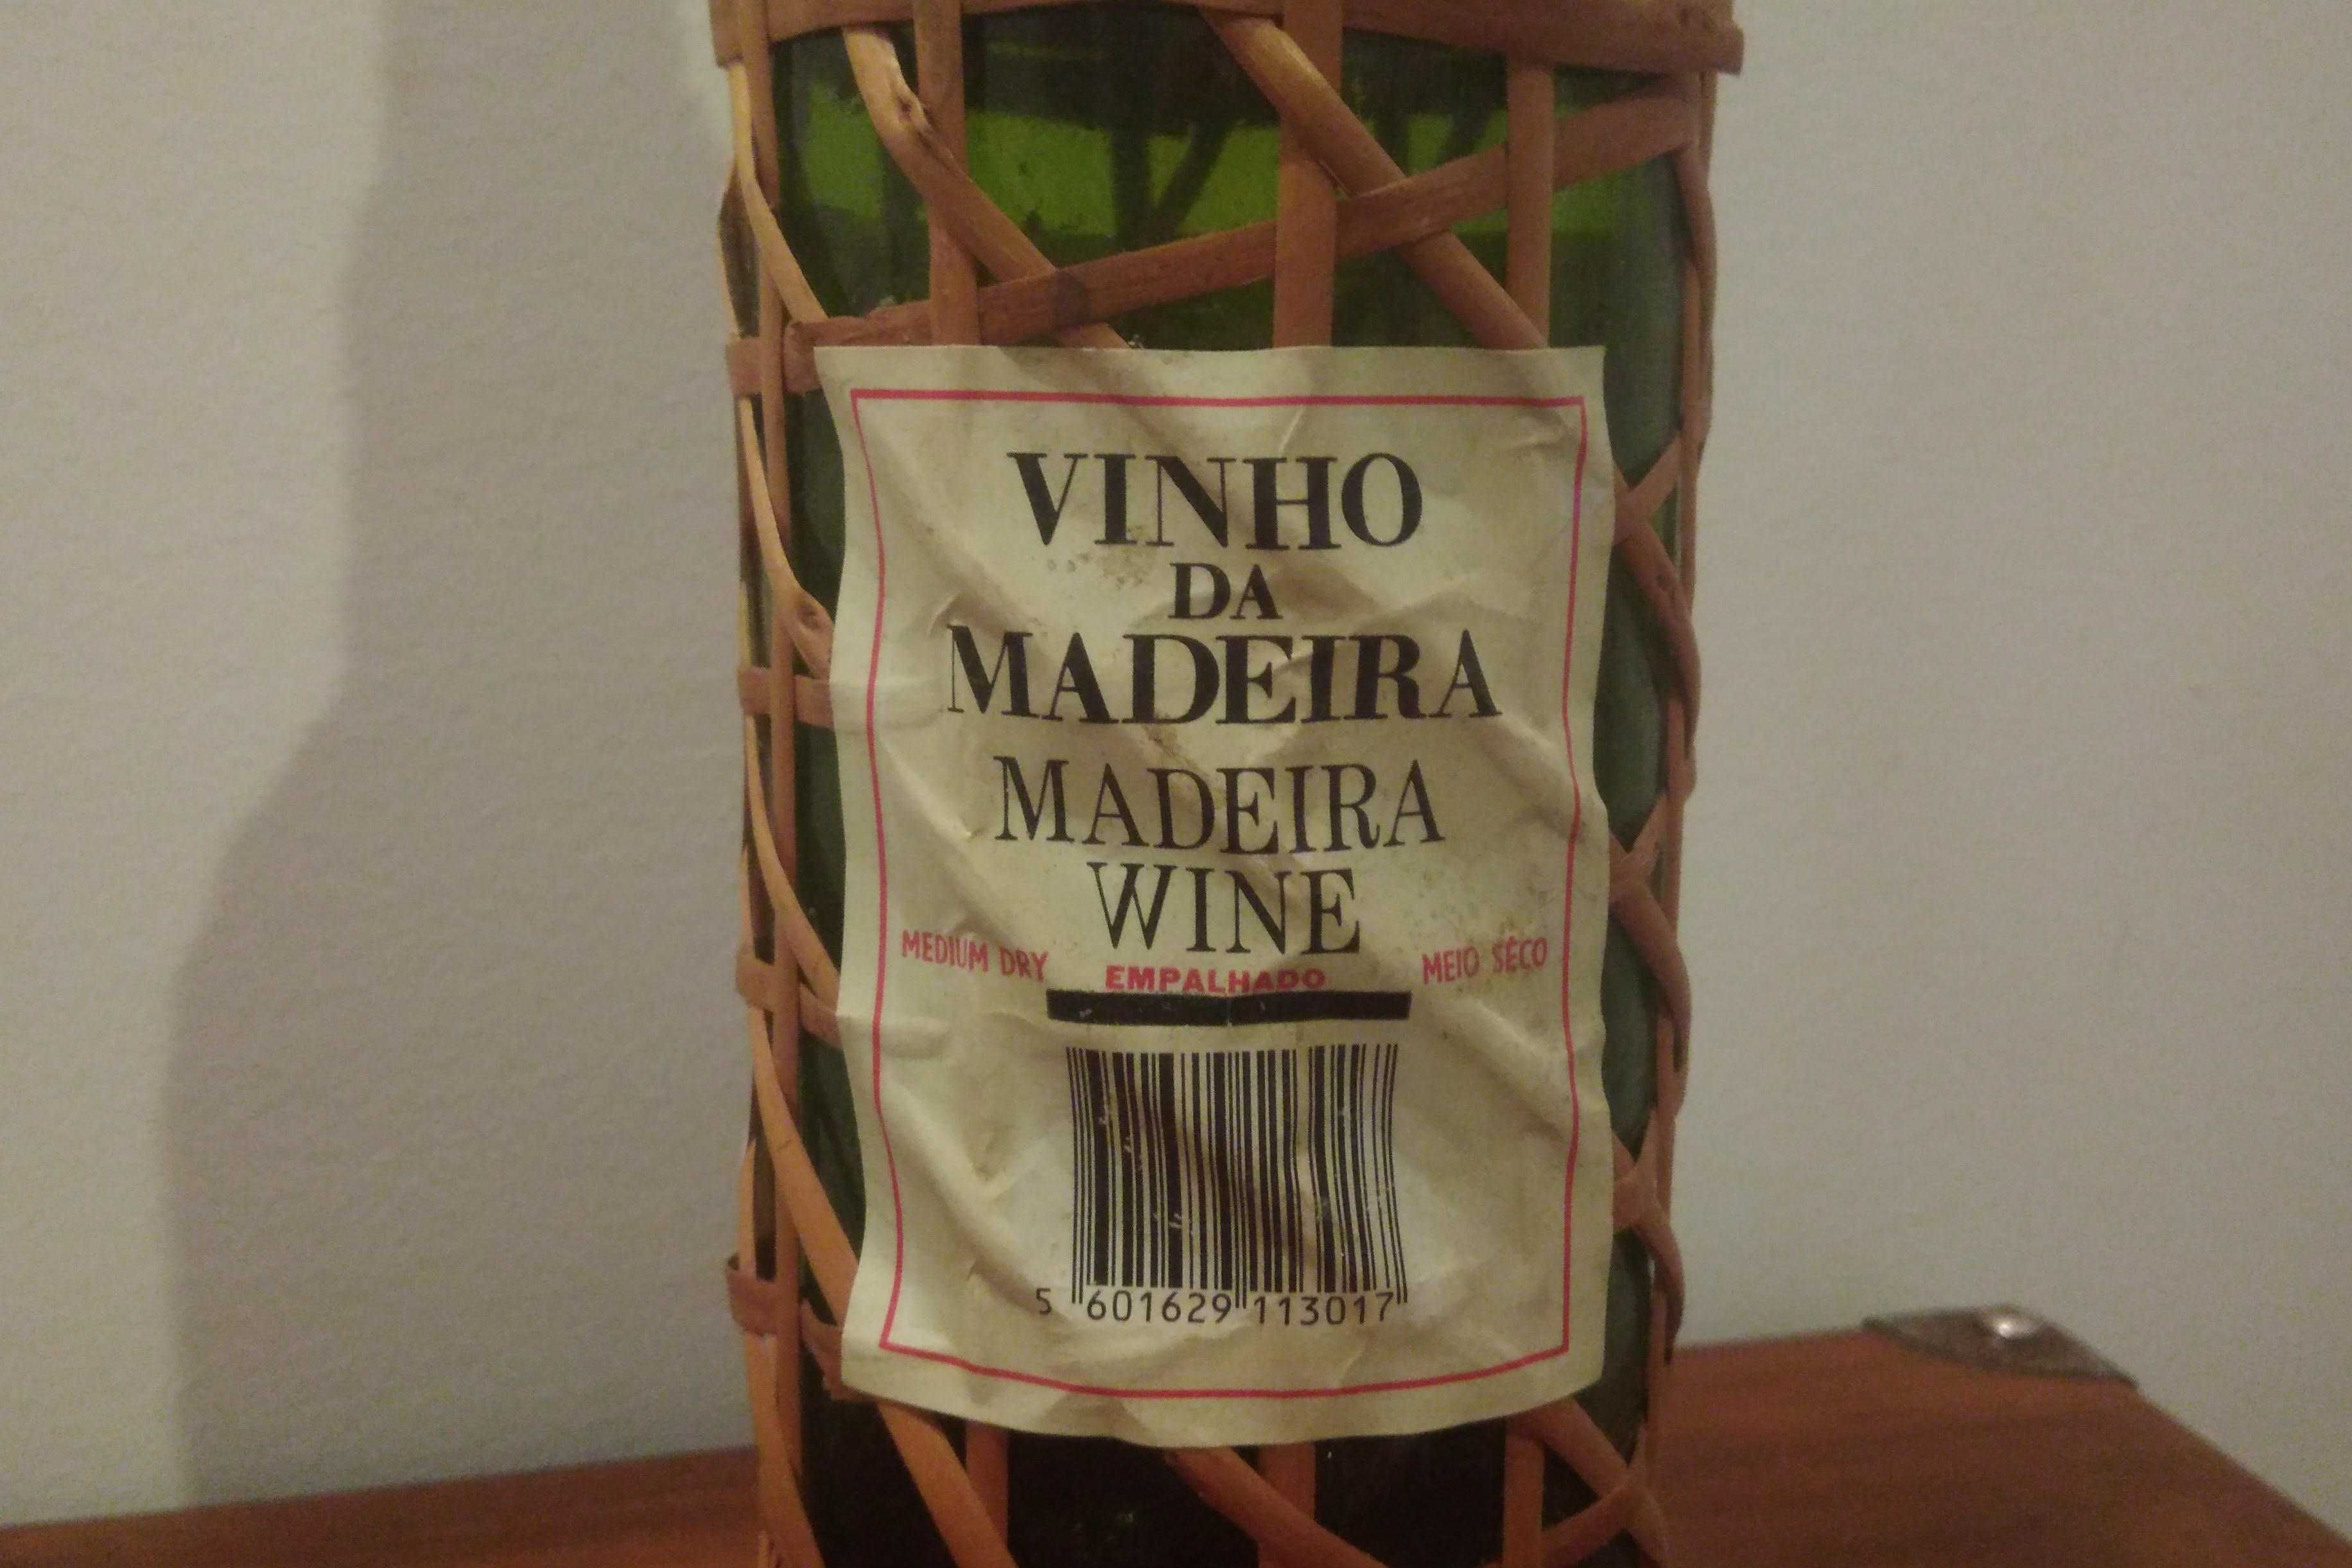 VINHO
DA
MADEIRA
MADEIRA
WINE
MEDIUM DRY EMPALHADO MEIO SÊCO
5 601629 113017